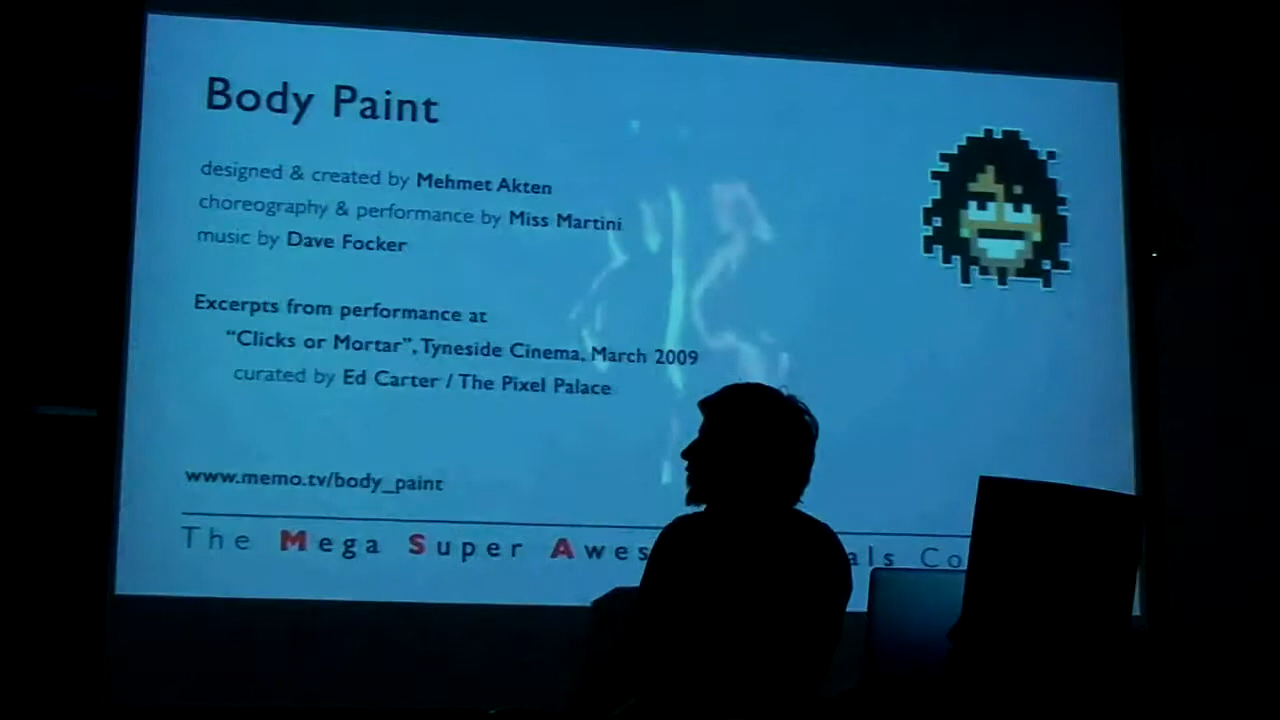 Body Paint
designed & created by Mehmet Akten
choreography & performance by Miss Martini
music by Dave Focker
Excerpts from performance at
“Clicks or Mortar”, Tyneside Cinema, March 2009
curated by Ed Carter / The Pixel Palace
www.memo.tv/body_paint
The Mega Super Awes als Co